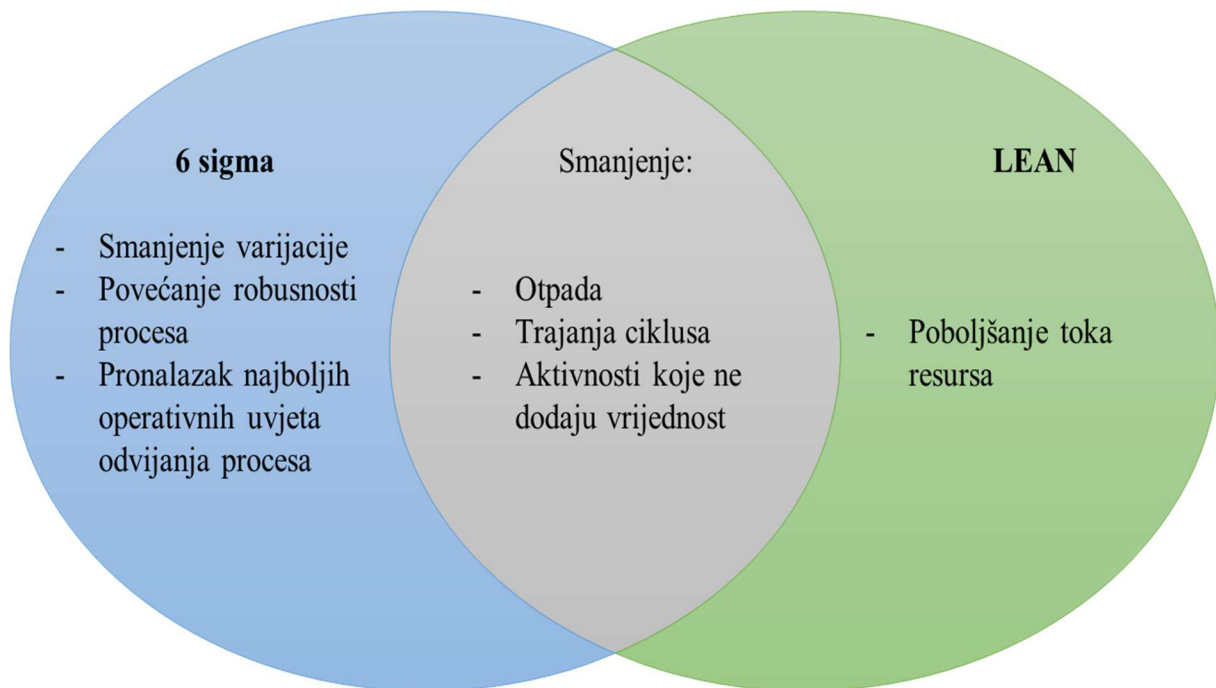 6 sigma
- Smanjenje varijacije
- Povećanje robusnosti
procesa
- Pronalazak najboljih
operativnih uvjeta
odvijanja procesa
Smanjenje:
- Otpada
- Trajanja ciklusa
- Aktivnosti koje ne
dodaju vrijednost
LEAN
- Poboljšanje toka
resursa